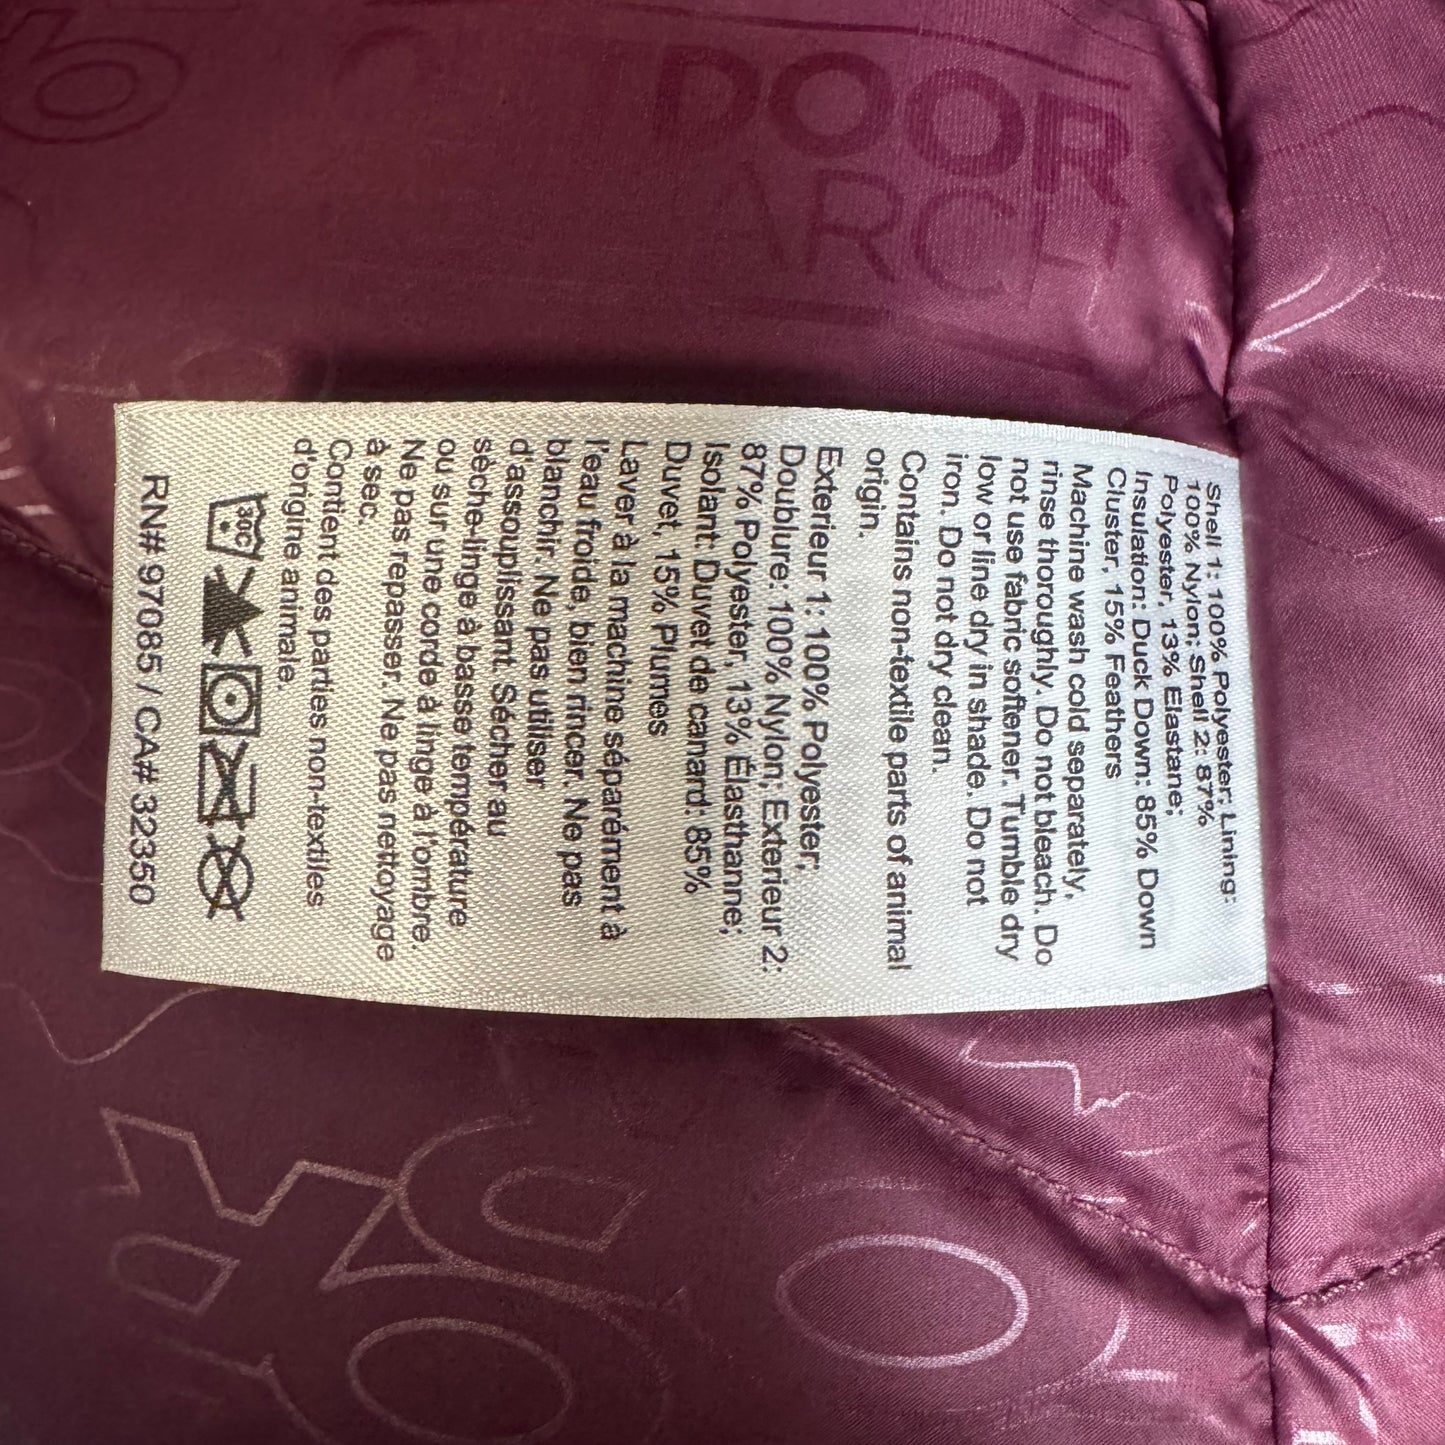 Shell 1: 100% Polyester; Lining:
100% Nylon; Shell 2: 87%
Polyester, 13% Elastane;
Insulation: Duck Down: 85% Down
Cluster, 15% Feathers
Machine wash cold separately,
rinse thoroughly. Do not bleach. Do
not use fabric softener. Tumble dry
low or line dry in shade. Do not
iron. Do not dry clean.
Contains non-textile parts of animal
origin.
Exterieur 1: 100% Polyester;
Doublure: 100% Nylon; Exterieur 2:
87% Polyester, 13% Élasthanne;
Isolant: Duvet de canard: 85%
Duvet, 15% Plumes
Laver à la machine séparément à
l'eau froide, bien rincer. Ne pas
blanchir. Ne pas utiliser
d'assouplissant. Sécher au
sèche-linge à basse température
ou sur une corde à linge à l'ombre.
Ne pas repasser. Ne pas nettoyage
à sec.
Contient des parties non-textiles
d'origine animale.
30C
RN# 97085 / CA# 32350
DOOR
ARCH